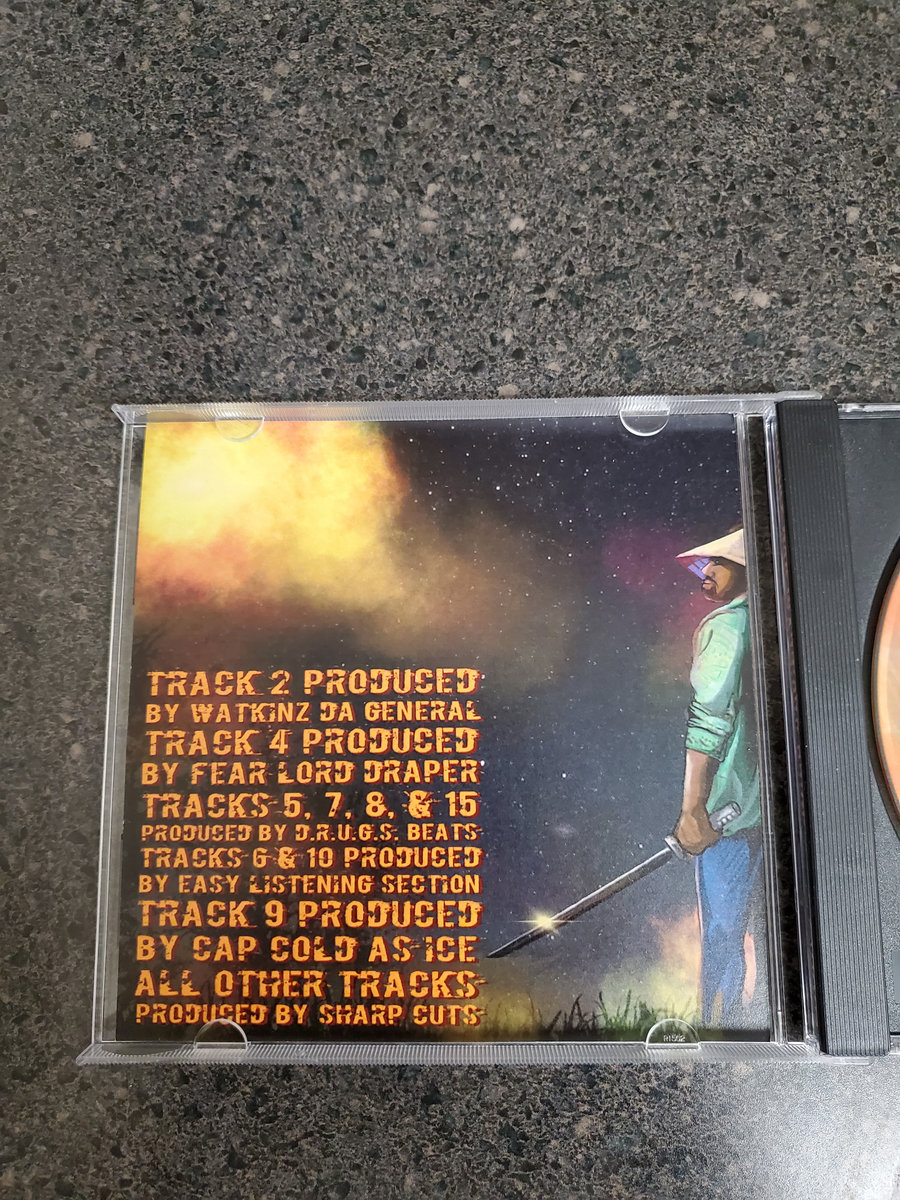 TRACK 2 PRODUCED
BY WATKINZ DA GENERAL
TRACK 4 PRODUCED
BY FEAR LORD DRAPER
TRACKS 5, 7, 8, & 15
PRODUCED BY D.R.U.G.S. BEATS
TRACKS 6 & 10 PRODUCED
BY EASY LISTENING SECTION
TRACK 9 PRODUCED
BY CAP COLD AS ICE
ALL OTHER TRACKS
PRODUCED BY SHARP CUTS